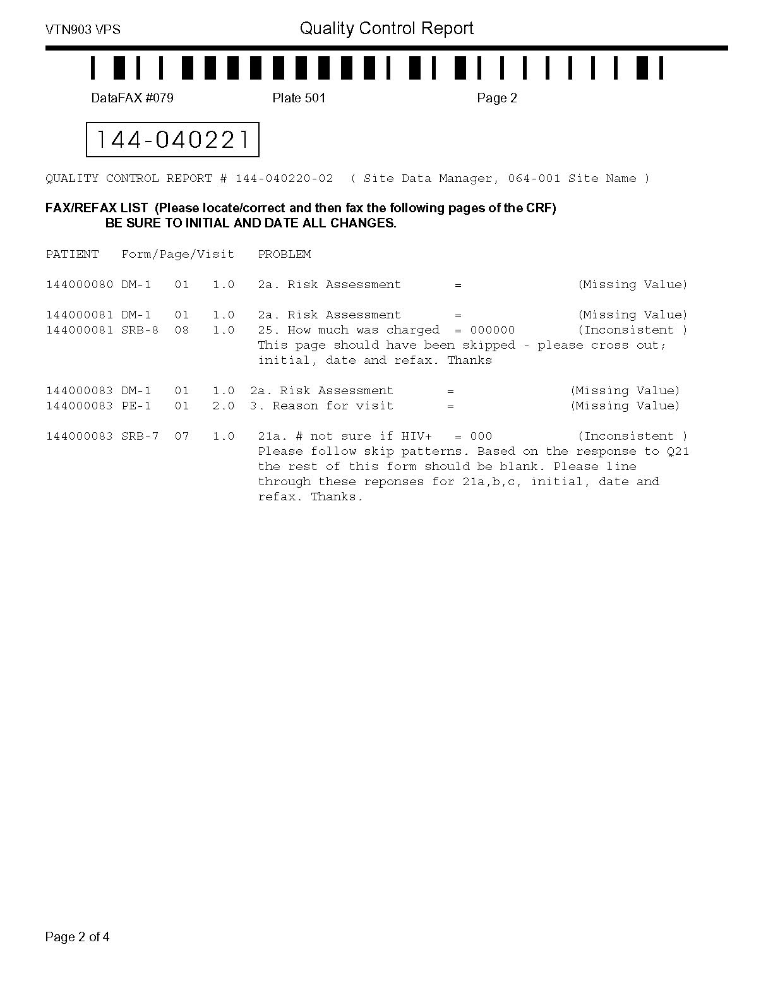 VTN903 VPS Quality Control Report
DataFAX #079 Plate 501 Page 2
144-040221
QUALITY CONTROL REPORT # 144-040220-02 ( Site Data Manager, 064-001 Site Name )
FAX/REFAX LIST (Please locate/correct and then fax the following pages of the CRF)
BE SURE TO INITIAL AND DATE ALL CHANGES.
PATIENT Form/Page/Visit PROBLEM
144000080 DM-1 01 1.0 2a. Risk Assessment = (Missing Value)
144000081 DM-1 01 1.0 2a. Risk Assessment = (Missing Value)
144000081 SRB-8 08 1.0 25. How much was charged = 000000 (Inconsistent )
This page should have been skipped - please cross out;
initial, date and refax. Thanks
144000083 DM-1 01 1.0 2a. Risk Assessment = (Missing Value)
144000083 PE-1 01 2.0 3. Reason for visit = (Missing Value)
144000083 SRB-7 07 1.0 21a. # not sure if HIV+ = 000 (Inconsistent )
Please follow skip patterns. Based on the response to Q21
the rest of this form should be blank. Please line
through these reponses for 21a,b,c, initial, date and
refax. Thanks.
Page 2 of 4